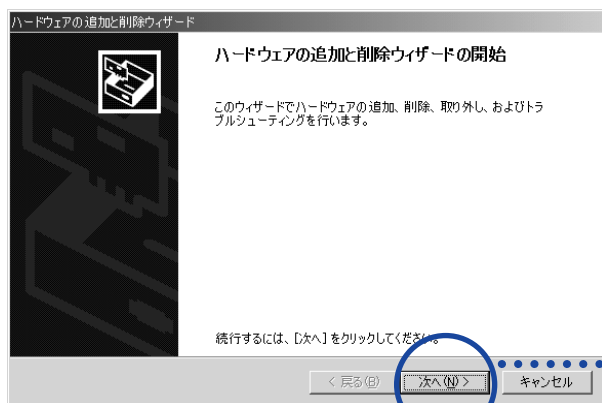 ハードウェアの追加と削除ウィザード
ハードウェアの追加と削除ウィザードの開始
このウィザードでハードウェアの追加、削除、取り外し、およびトラ
ブルシューティングを行います。
続行するには、[次へ] をクリックしてください。
< 戻る(B)
次へ(N) >
キャンセル